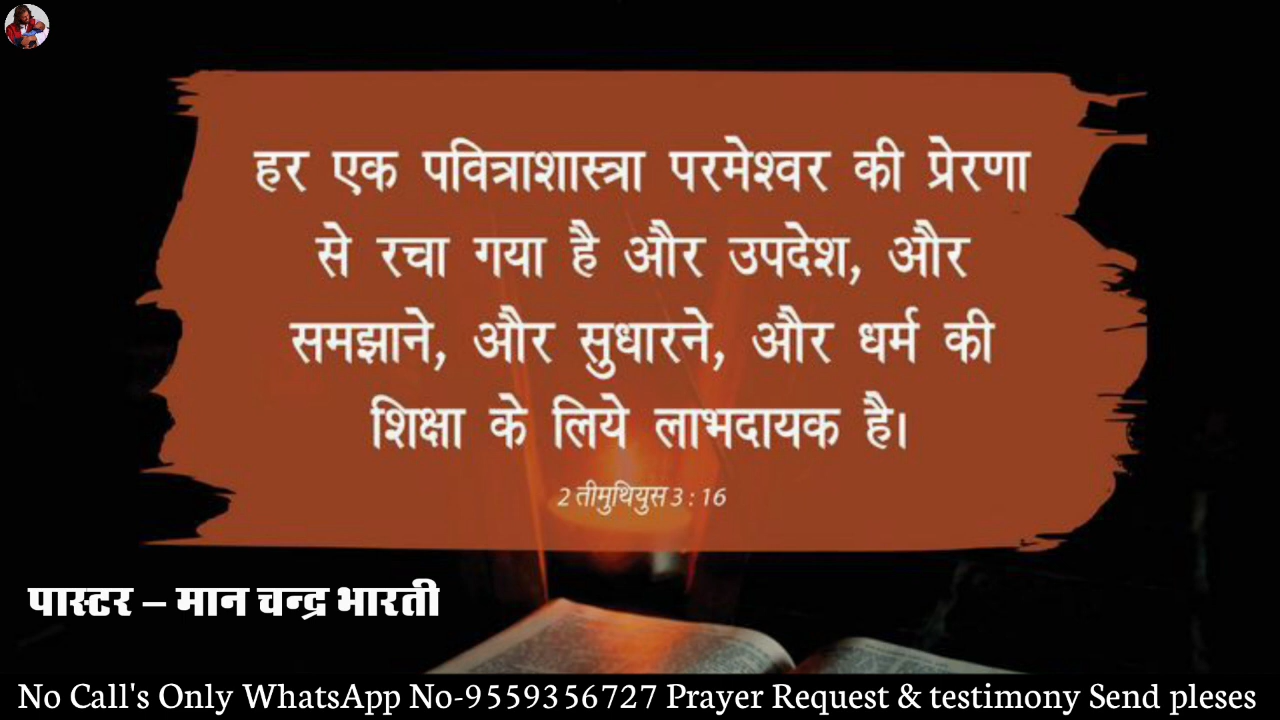 हर एक पवित्राशास्त्रा परमेश्वर की प्रेरणा
से रचा गया है और उपदेश, और
समझाने, और सुधारने, और धर्म की
शिक्षा के लिये लाभदायक है।
2 तीमुथियुस 3 : 16
पास्टर – मान चन्द्र भारती
No Call's Only WhatsApp No-9559356727 Prayer Request & testimony Send pleses